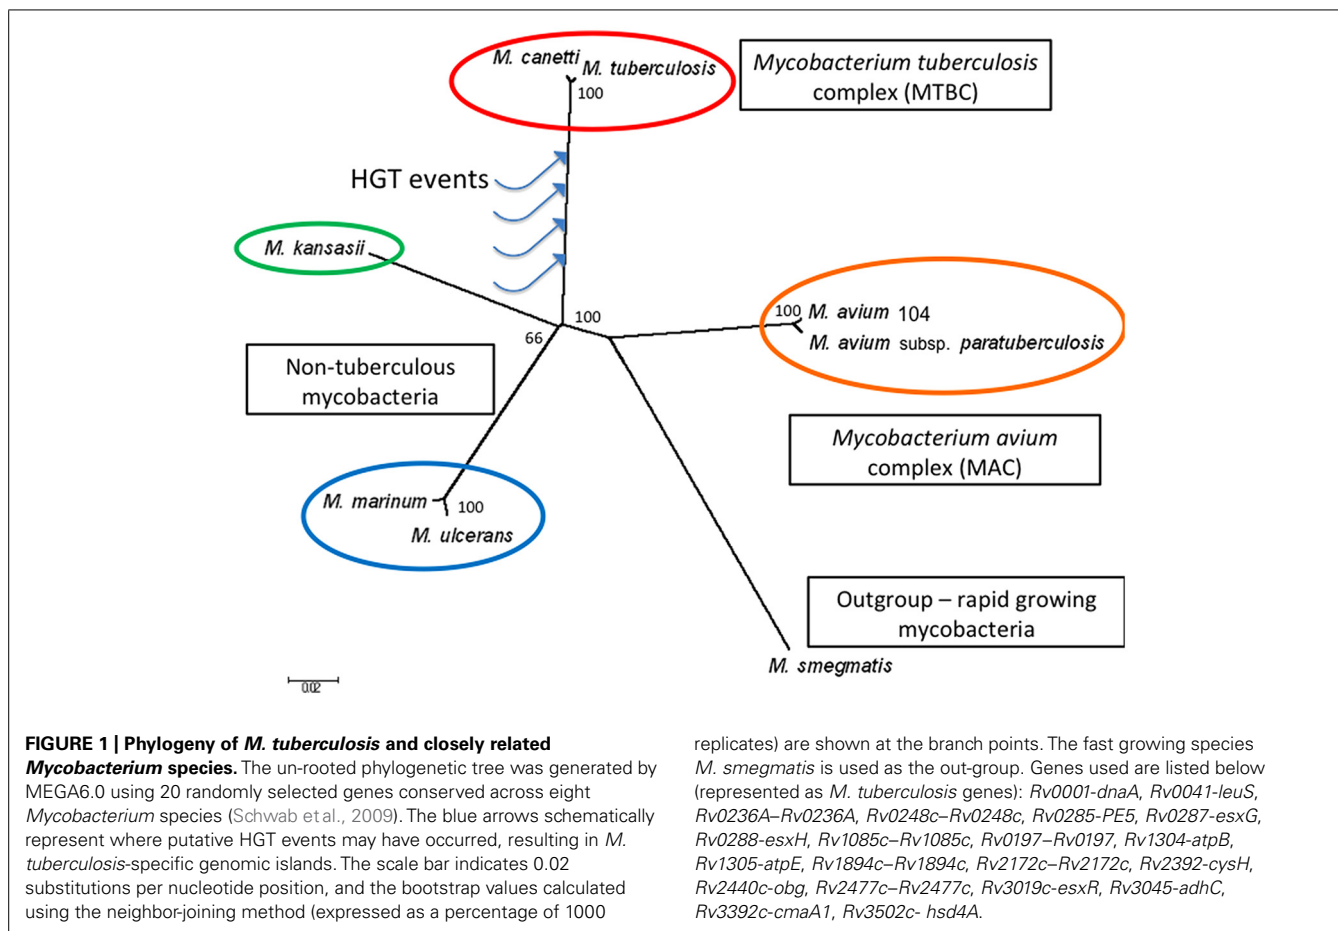 M. canetti
M. tuberculosis
100
Mycobacterium tuberculosis
complex (MTBC)
HGT events
M. kansasii
100
66
100 M. avium 104
M. avium subsp. paratuberculosis
Non-tuberculous
mycobacteria
Mycobacterium avium
complex (MAC)
M. marinum
100
M. ulcerans
Outgroup – rapid growing
mycobacteria
M. smegmatis
0.02
FIGURE 1 | Phylogeny of M. tuberculosis and closely related
Mycobacterium species. The un-rooted phylogenetic tree was generated by
MEGA6.0 using 20 randomly selected genes conserved across eight
Mycobacterium species (Schwab et al., 2009). The blue arrows schematically
represent where putative HGT events may have occurred, resulting in M.
tuberculosis-specific genomic islands. The scale bar indicates 0.02
substitutions per nucleotide position, and the bootstrap values calculated
using the neighbor-joining method (expressed as a percentage of 1000
replicates) are shown at the branch points. The fast growing species
M. smegmatis is used as the out-group. Genes used are listed below
(represented as M. tuberculosis genes): Rv0001-dnaA, Rv0041-leuS,
Rv0236A–Rv0236A, Rv0248c–Rv0248c, Rv0285-PE5, Rv0287-esxG,
Rv0288-esxH, Rv1085c–Rv1085c, Rv0197–Rv0197, Rv1304-atpB,
Rv1305-atpE, Rv1894c–Rv1894c, Rv2172c–Rv2172c, Rv2392-cysH,
Rv2440c-obg, Rv2477c–Rv2477c, Rv3019c-esxR, Rv3045-adhC,
Rv3392c-cmaA1, Rv3502c- hsd4A.